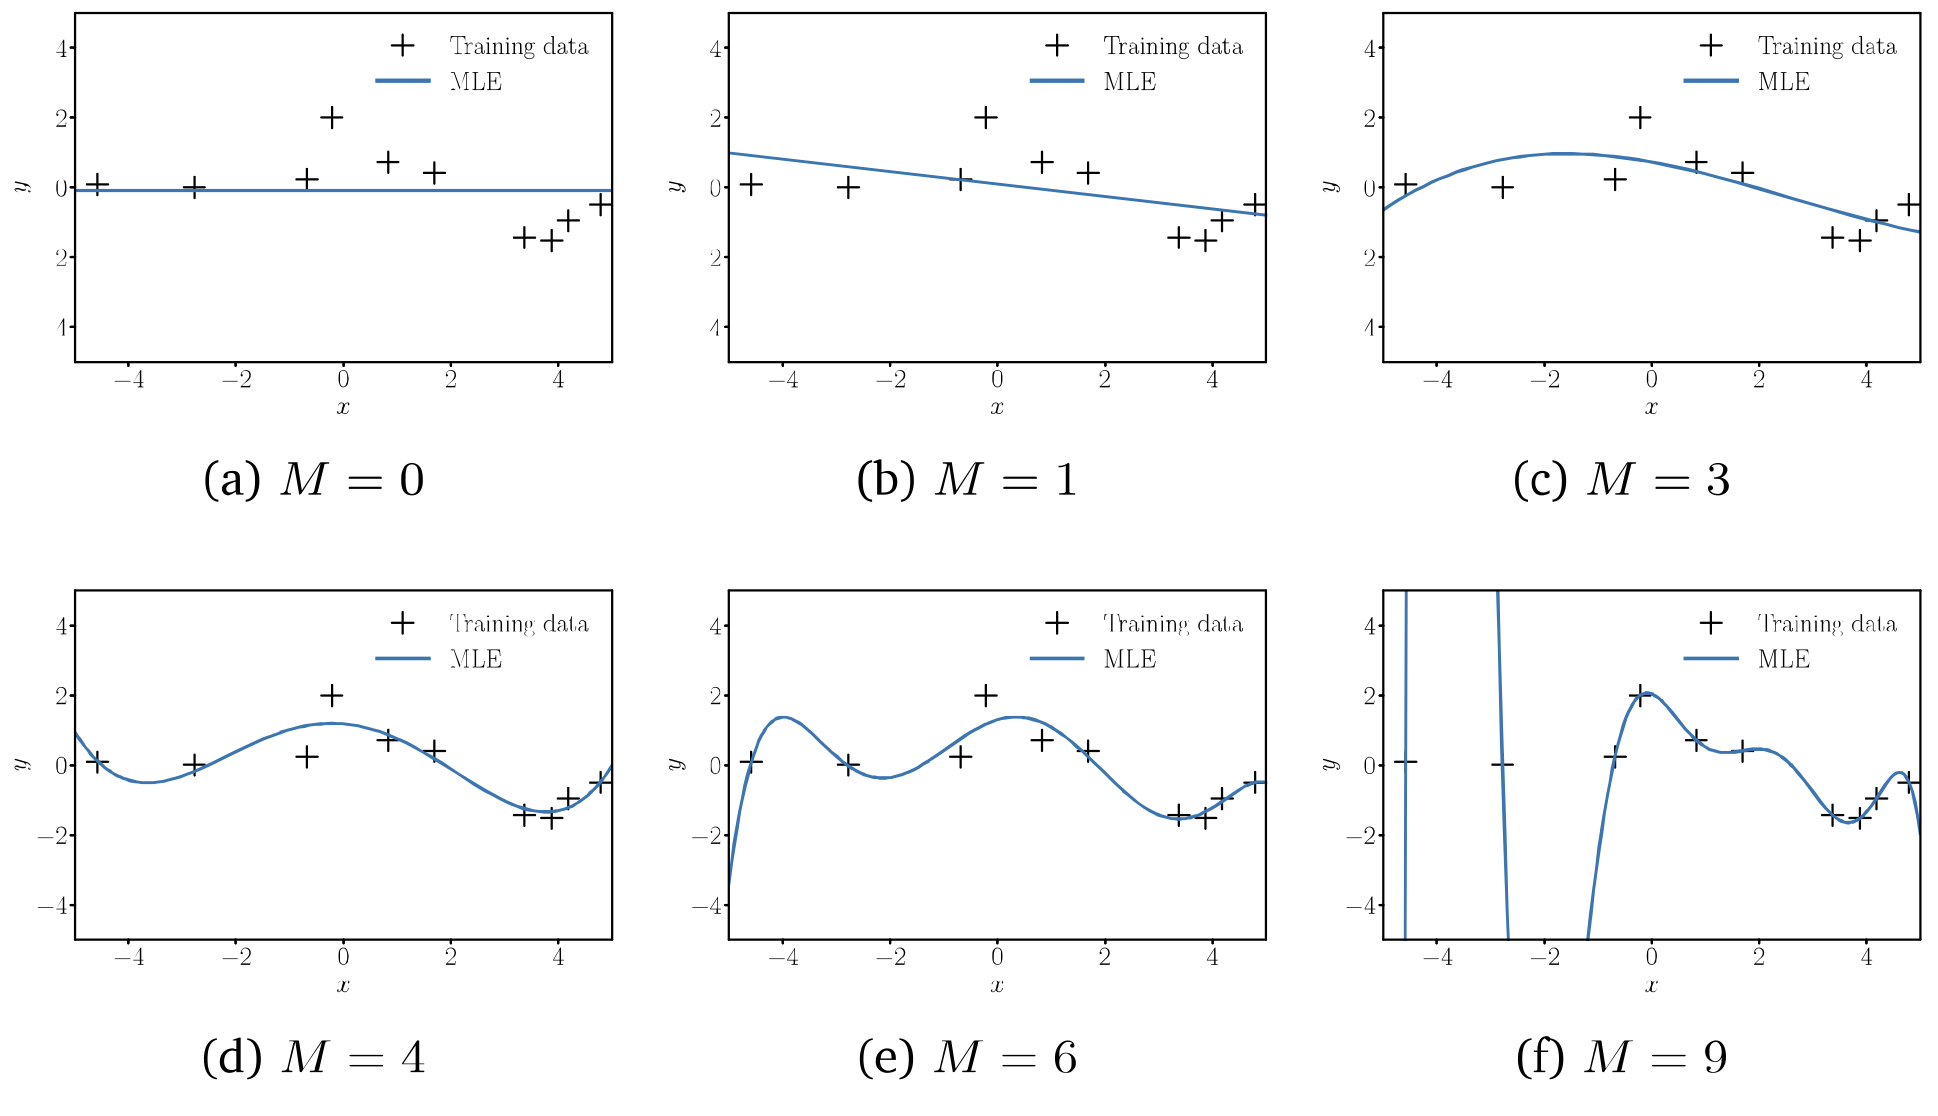 Training data
MLE
4
2
0
2
4
y
−4 −2 0 2 4
x
(a) M = 0
Training data
MLE
4
2
0
2
4
y
−4 −2 0 2 4
x
(b) M = 1
Training data
MLE
4
2
0
2
4
y
−4 −2 0 2 4
x
(c) M = 3
Training data
MLE
4
2
0
−2
−4
y
−4 −2 0 2 4
x
(d) M = 4
Training data
MLE
4
2
0
−2
−4
y
−4 −2 0 2 4
x
(e) M = 6
Training data
MLE
4
2
0
−2
−4
y
−4 −2 0 2 4
x
(f) M = 9